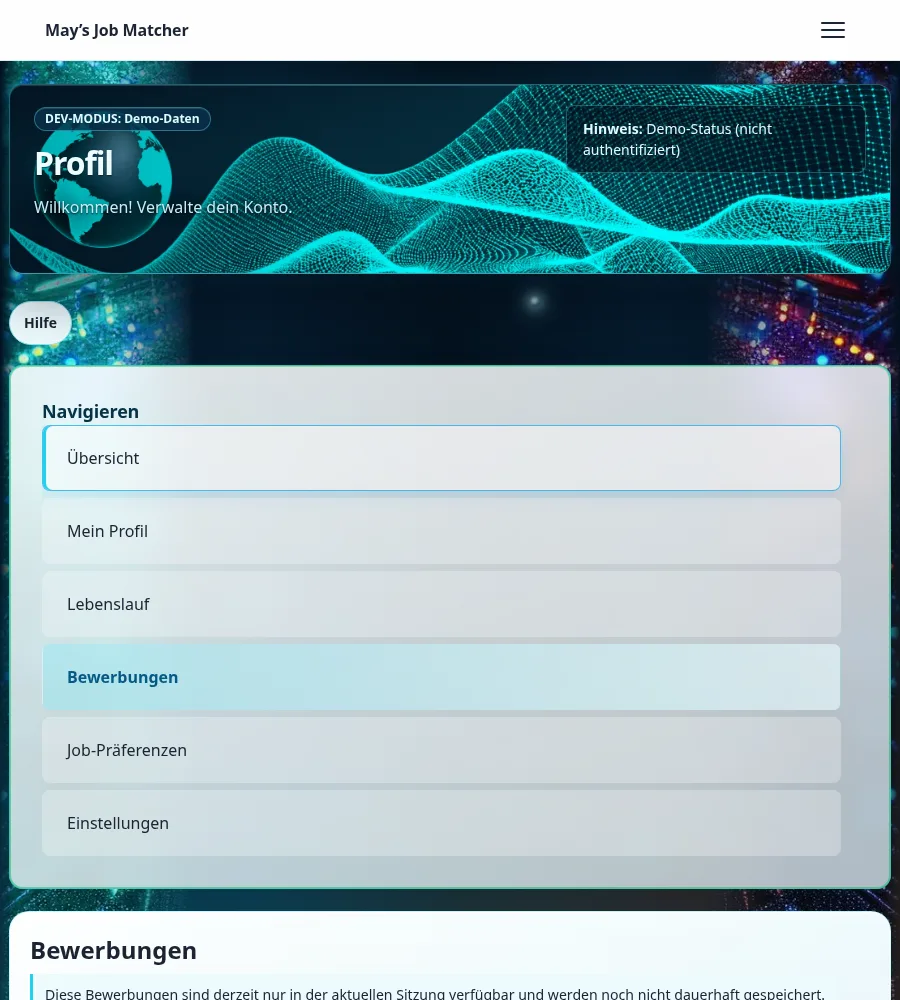 May’s Job Matcher
DEV-MODUS: Demo-Daten
Profil
Willkommen! Verwalte dein Konto.
Hinweis: Demo-Status (nicht
authentifiziert)
Hilfe
Navigieren
Übersicht
Mein Profil
Lebenslauf
Bewerbungen
Job-Präferenzen
Einstellungen
Bewerbungen
Diese Bewerbungen sind derzeit nur in der aktuellen Sitzung verfügbar und werden noch nicht dauerhaft gespeichert.